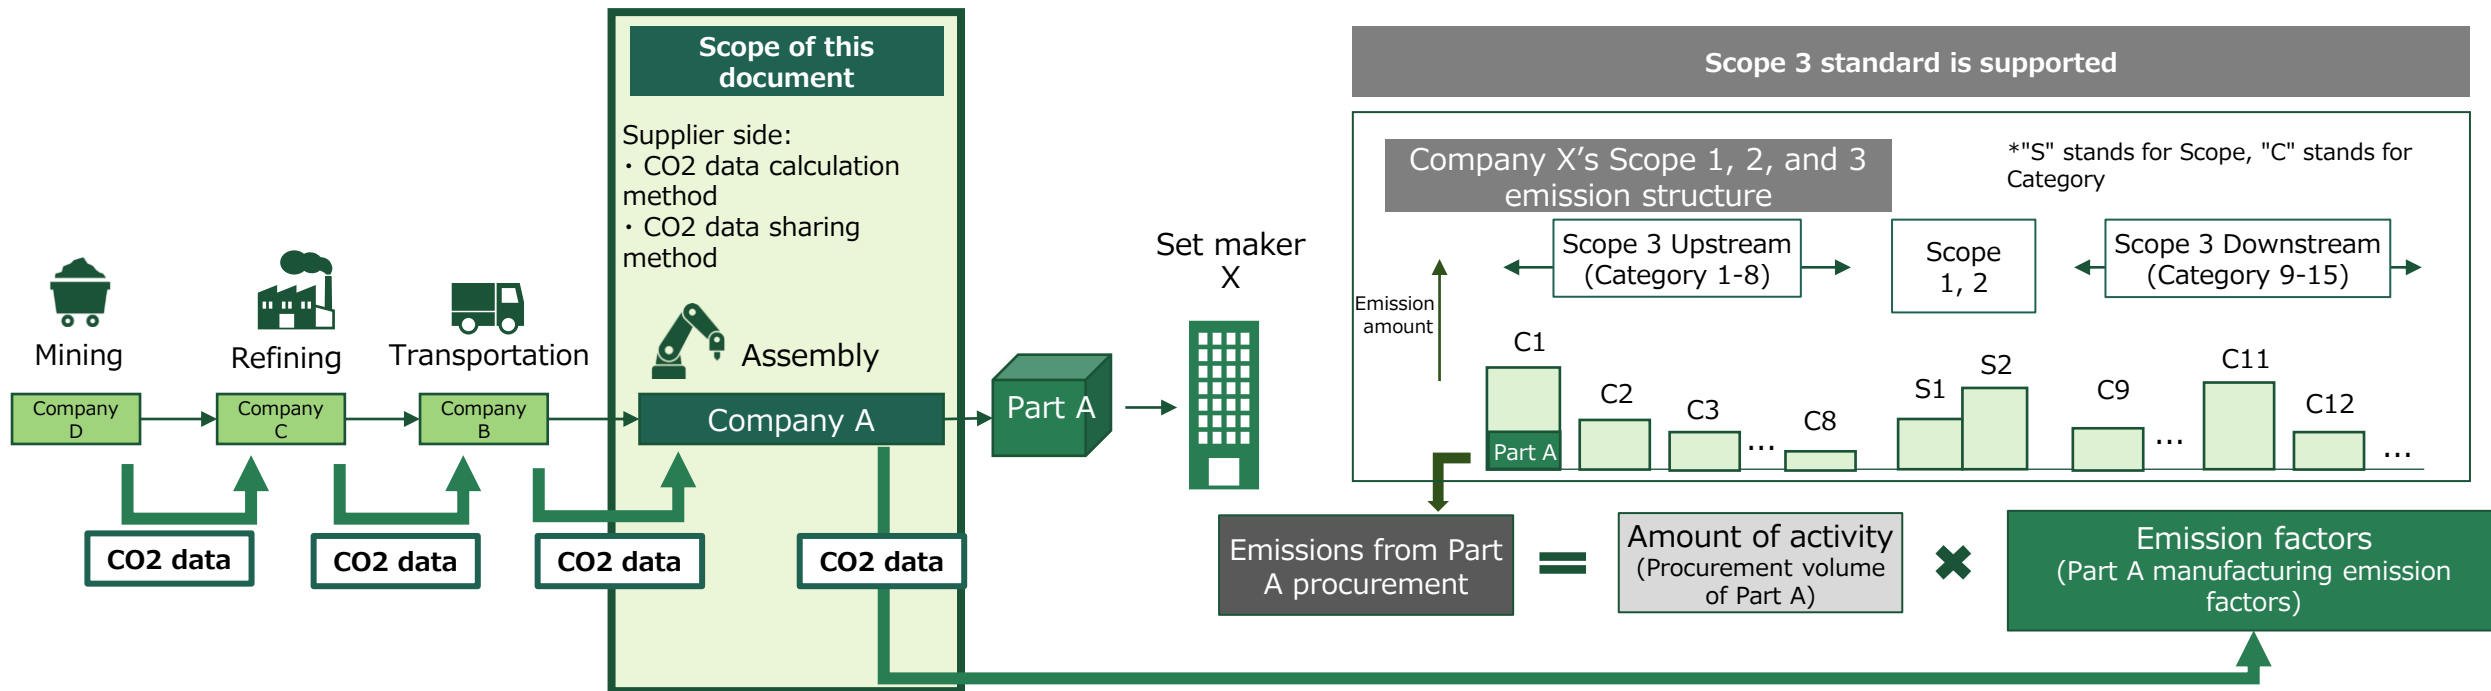 Scope of this
document
Supplier side:
・CO2 data calculation
method
・CO2 data sharing
method
Mining
Refining
Transportation
Assembly
Company
D
Company
C
Company
B
Company A
Part A
Set maker
X
CO2 data
CO2 data
CO2 data
CO2 data
Scope 3 standard is supported
Company X’s Scope 1, 2, and 3
emission structure
*"S" stands for Scope, "C" stands for
Category
Scope 3 Upstream
(Category 1-8)
Scope
1, 2
Scope 3 Downstream
(Category 9-15)
Emission
amount
C1
Part A
C2
C3
...
C8
S1
S2
C9
...
C11
C12
...
Emissions from Part
A procurement
=
Amount of activity
(Procurement volume
of Part A)
✖
Emission factors
(Part A manufacturing emission
factors)